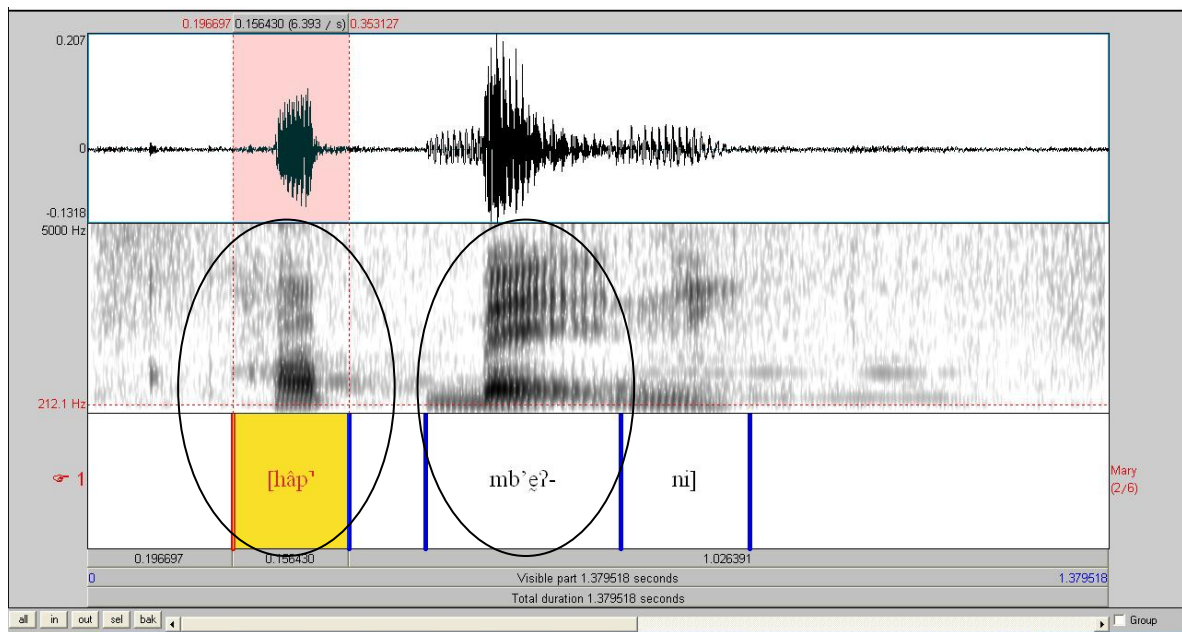 0.196697 0.156430 (6.393 / s) 0.353127
0.207
0
-0.1318
5000 Hz
212.1 Hz
☞ 1 [hâp̚ mb’ḛʔ- ni] Mary
(2/6)
0.196697 0.156430 1.026391
0 Visible part 1.379518 seconds 1.379518
Total duration 1.379518 seconds
all in out sel bak Group